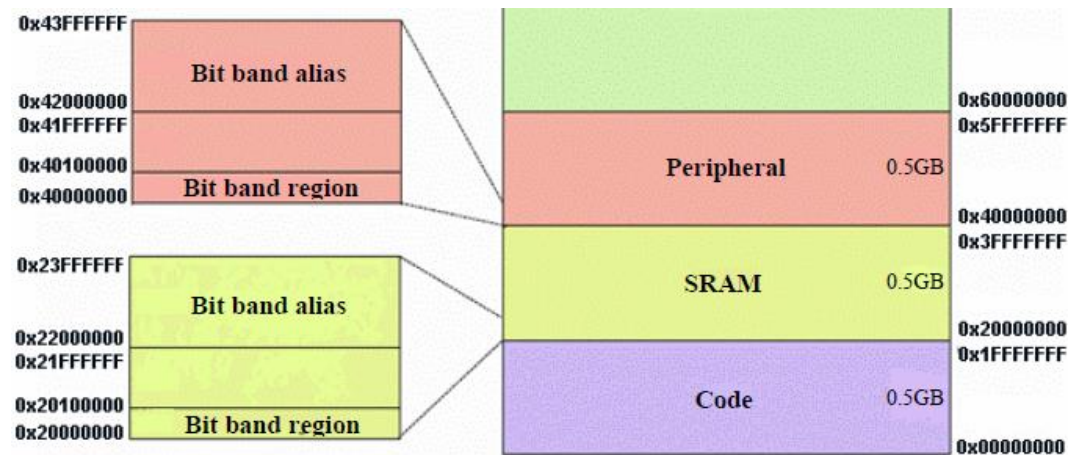 0x43FFFFFF
Bit band alias
0x42000000
0x41FFFFFF
0x40100000
Bit band region
0x40000000
0x23FFFFFF
Bit band alias
0x22000000
0x21FFFFFF
0x20100000
Bit band region
0x20000000
0x60000000
0x5FFFFFFF
Peripheral 0.5GB
0x40000000
0x3FFFFFFF
SRAM 0.5GB
0x20000000
0x1FFFFFFF
Code 0.5GB
0x00000000